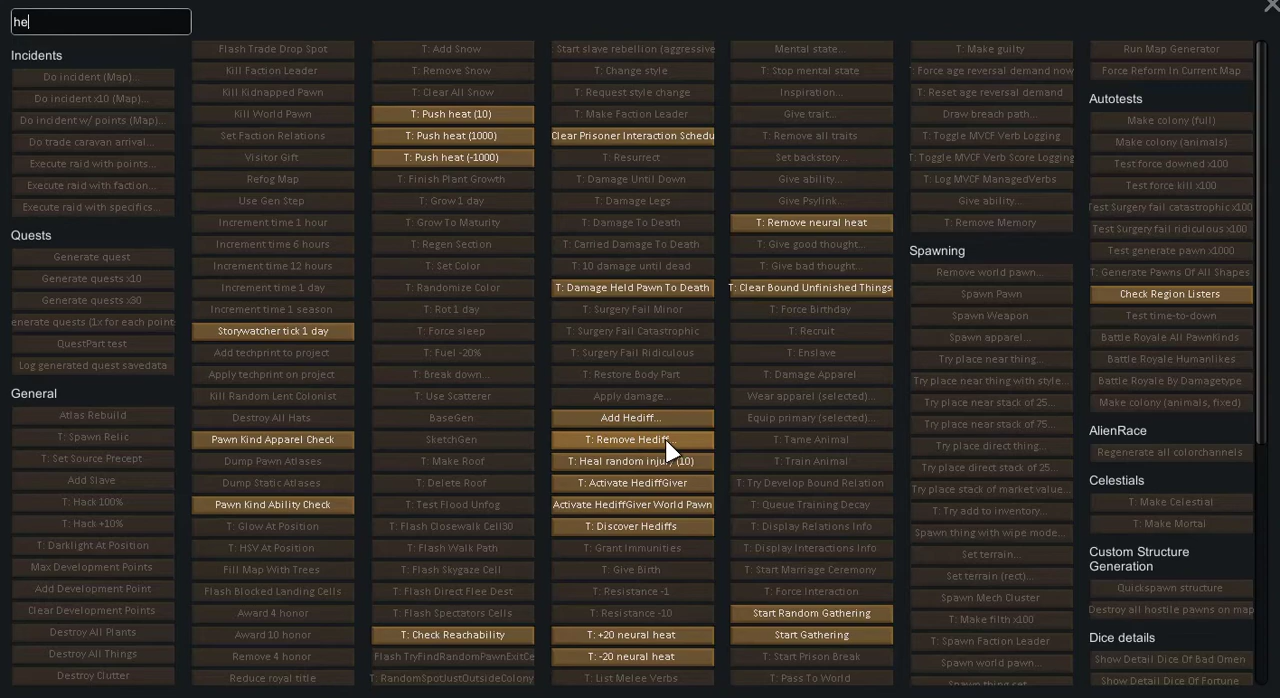 he
Incidents
Do incident (Map)...
Do incident x10 (Map)...
Do incident w/ points (Map)...
Do trade caravan arrival...
Execute raid with points...
Execute raid with faction...
Execute raid with specifics...
Quests
Generate quest
Generate quests x10
Generate quests x30
enerate quests (1x for each point
QuestPart test
Log generated quest savedata
General
Atlas Rebuild
T: Spawn Relic
T: Set Source Precept
Add Slave
T: Hack 100%
T: Hack +10%
T: Darklight At Position
Max Development Points
Add Development Point
Clear Development Points
Destroy All Plants
Destroy All Things
Destroy Clutter
Flash Trade Drop Spot
Kill Faction Leader
Kill Kidnapped Pawn
Kill World Pawn
Set Faction Relations
Visitor Gift
Refog Map
Use Gen Step
Increment time 1 hour
Increment time 6 hours
Increment time 12 hours
Increment time 1 day
Increment time 1 season
Storywatcher tick 1 day
Add techprint to project
Apply techprint on project
Kill Random Lent Colonist
Destroy All Hats
Pawn Kind Apparel Check
Dump Pawn Atlases
Dump Static Atlases
Pawn Kind Ability Check
T: Glow At Position
T: HSV At Position
Fill Map With Trees
Flash Blocked Landing Cells
Award 4 honor
Award 10 honor
Remove 4 honor
Reduce royal title
T: Add Snow
T: Remove Snow
T: Clear All Snow
T: Push heat (10)
T: Push heat (1000)
T: Push heat (-1000)
T: Finish Plant Growth
T: Grow 1 day
T: Grow To Maturity
T: Regen Section
T: Set Color
T: Randomize Color
T: Rot 1 day
T: Force sleep
T: Fuel -20%
T: Break down...
T: Use Scatterer
BaseGen
SketchGen
T: Make Roof
T: Delete Roof
T: Test Flood Unfog
T: Flash Closewalk Cell30
T: Flash Walk Path
T: Flash Skygaze Cell
T: Flash Direct Flee Dest
T: Flash Spectators Cells
T: Check Reachability
Flash TryFindRandomPawnExitCe
T: RandomSpotJustOutsideColony
Start slave rebellion (aggressive
T: Change style
T: Request style change
T: Make Faction Leader
Clear Prisoner Interaction Schedu
T: Resurrect
T: Damage Until Down
T: Damage Legs
T: Damage To Death
T: Carried Damage To Death
T: 10 damage until dead
T: Damage Held Pawn To Death
T: Surgery Fail Minor
T: Surgery Fail Catastrophic
T: Surgery Fail Ridiculous
T: Restore Body Part
Apply damage...
Add Hediff...
T: Remove Hediff...
T: Heal random injury (10)
T: Activate HediffGiver
Activate HediffGiver World Pawn
T: Discover Hediffs
T: Grant Immunities
T: Give Birth
T: Resistance -1
T: Resistance -10
T: +20 neural heat
T: -20 neural heat
T: List Melee Verbs
Mental state...
T: Stop mental state
Inspiration...
Give trait...
T: Remove all traits
Set backstory...
Give ability...
Give Psylink...
T: Remove neural heat
T: Give good thought...
T: Give bad thought...
T: Clear Bound Unfinished Things
T: Force Birthday
T: Recruit
T: Enslave
T: Damage Apparel
Wear apparel (selected)...
Equip primary (selected)...
T: Tame Animal
T: Train Animal
T: Try Develop Bound Relation
T: Queue Training Decay
T: Display Relations Info
T: Display Interactions Info
T: Start Marriage Ceremony
T: Force Interaction
Start Random Gathering
Start Gathering
T: Start Prison Break
T: Pass To World
T: Make guilty
T: Force age reversal demand now
T: Reset age reversal demand
Draw breach path...
T: Toggle MVCF Verb Logging
T: Toggle MVCF Verb Score Logging
T: Log MVCF ManagedVerbs
Give ability...
T: Remove Memory
Spawning
Remove world pawn...
Spawn Pawn
Spawn Weapon
Spawn apparel...
Try place near thing...
Try place near thing with style...
Try place near stack of 25...
Try place near stack of 75...
Try place direct thing...
Try place direct stack of 25...
Try place stack of market value...
Try add to inventory...
Spawn thing with wipe mode...
Set terrain...
Set terrain (rect)...
Spawn Mech Cluster
T: Make filth x100
T: Spawn Faction Leader
Spawn world pawn...
Spawn thing set...
Run Map Generator
Force Reform In Current Map
Autotests
Make colony (full)
Make colony (animals)
Test force downed x100
Test force kill x100
Test Surgery fail catastrophic x100
Test Surgery fail ridiculous x100
Test generate pawn x1000
T: Generate Pawns Of All Shapes
Check Region Listers
Test time-to-down
Battle Royale All PawnKinds
Battle Royale Humanlikes
Battle Royale By Damagetype
Make colony (animals, fixed)
AlienRace
Regenerate all colorchannels
Celestials
T: Make Celestial
T: Make Mortal
Custom Structure
Generation
Quickspawn structure
Destroy all hostile pawns on map
Dice details
Show Detail Dice Of Bad Omen
Show Detail Dice Of Fortune